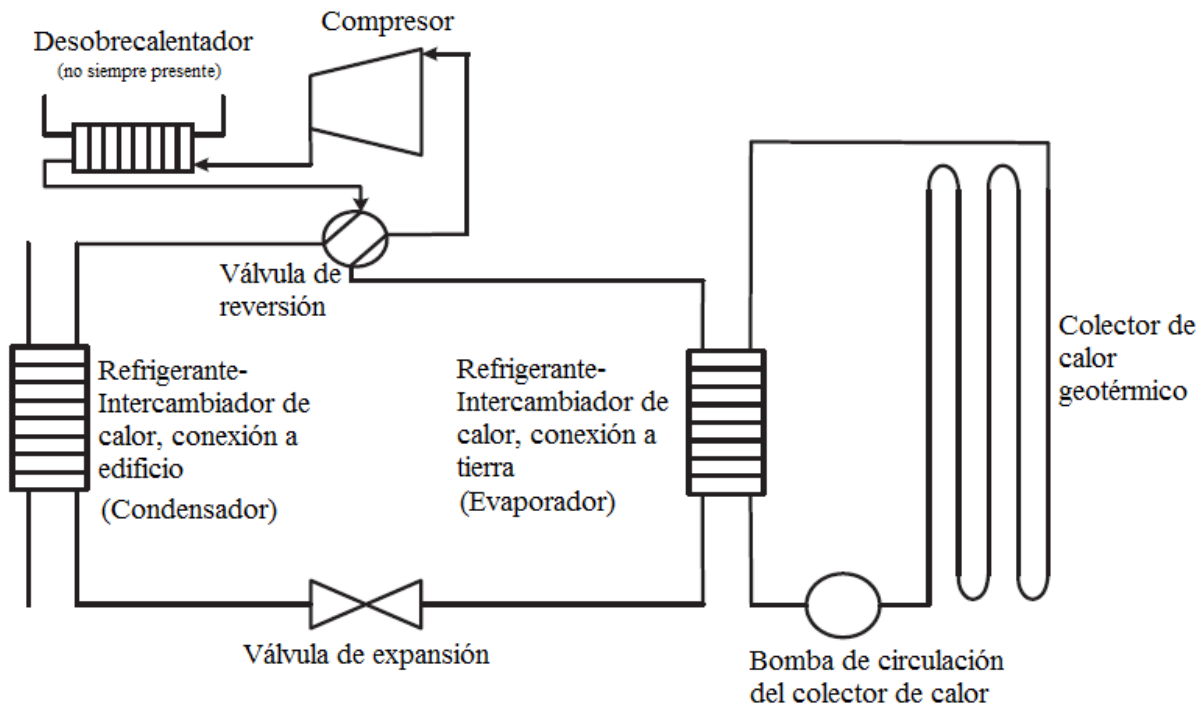 Compresor
Desobrecalentador
(no siempre presente)
Válvula de
reversión
Refrigerante-
Intercambiador de
calor, conexión a
edificio
(Condensador)
Refrigerante-
Intercambiador de
calor, conexión a
tierra
(Evaporador)
Colector de
calor
geotérmico
Válvula de expansión
Bomba de circulación
del colector de calor